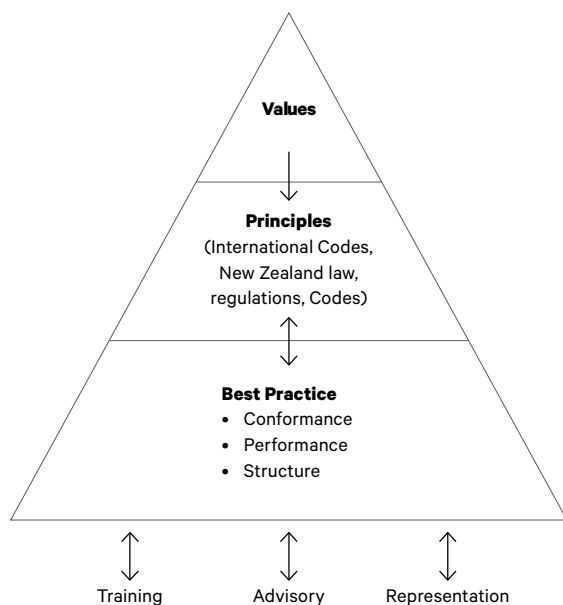 Values
Principles
(International Codes,
New Zealand law,
regulations, Codes)
Best Practice
• Conformance
• Performance
• Structure
Training Advisory Representation